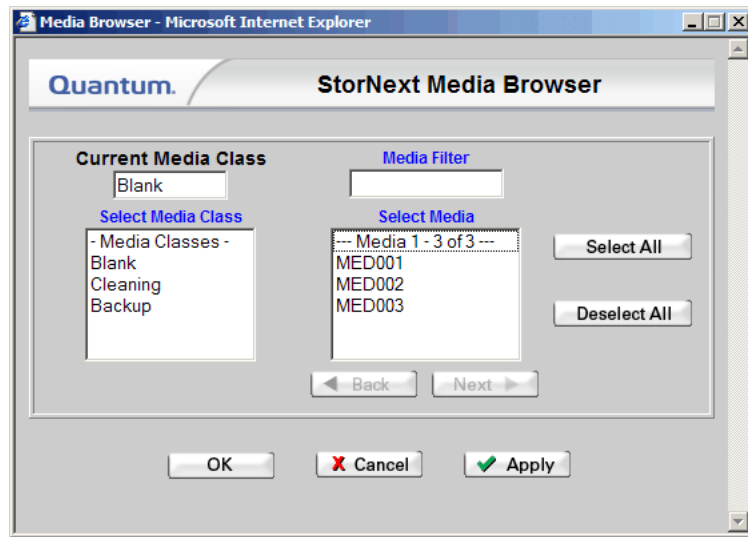 Media Browser - Microsoft Internet Explorer
Quantum.
StorNext Media Browser
Current Media Class
Blank
Media Filter
Select Media Class
- Media Classes -
Blank
Cleaning
Backup
Select Media
--- Media 1 - 3 of 3 ---
MED001
MED002
MED003
Select All
Deselect All
Back
Next
OK
Cancel
Apply